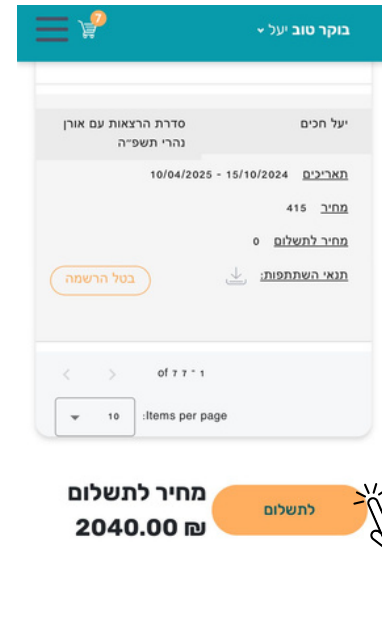 7
בוקר טוב יעל
יעל חכים
סדרת הרצאות עם אורן
נהרי תשפ״ה
תאריכים 15/10/2024 - 10/04/2025
מחיר 415
מחיר לתשלום 0
תנאי השתתפות:
בטל הרשמה
1 - 7 of 7
Items per page:
10
מחיר לתשלום
2040.00 ₪
לתשלום